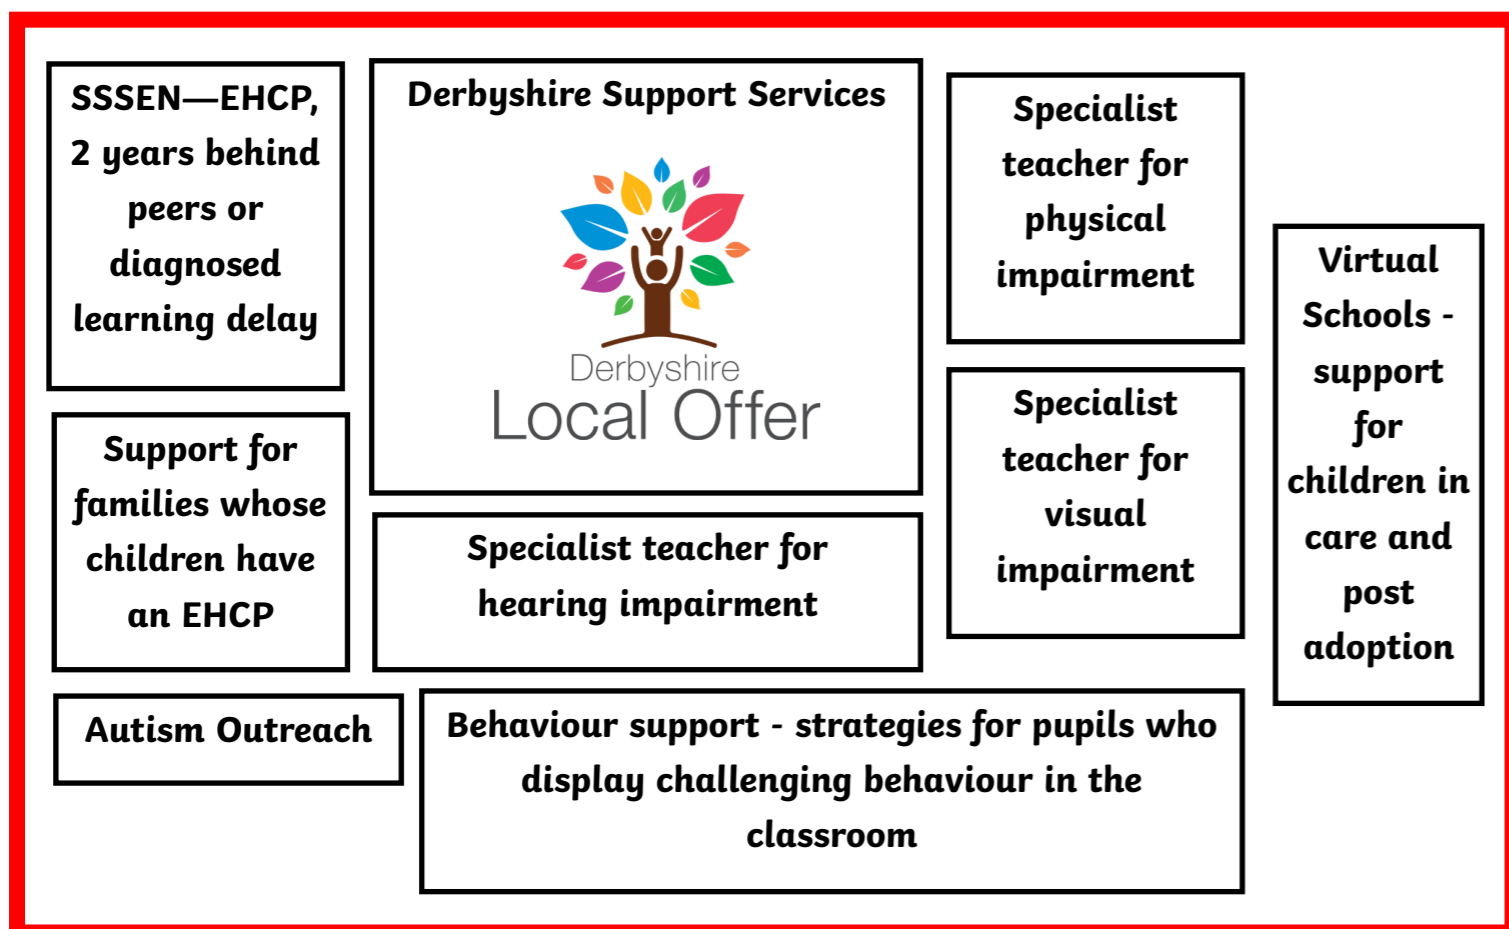 SSSEN—EHCP,
2 years behind
peers or
diagnosed
learning delay
Derbyshire Support Services
Derbyshire
Local Offer
Specialist
teacher for
physical
impairment
Virtual
Schools -
support
for
children in
care and
post
adoption
Support for
families whose
children have
an EHCP
Specialist teacher for
hearing impairment
Specialist
teacher for
visual
impairment
Autism Outreach
Behaviour support - strategies for pupils who
display challenging behaviour in the
classroom